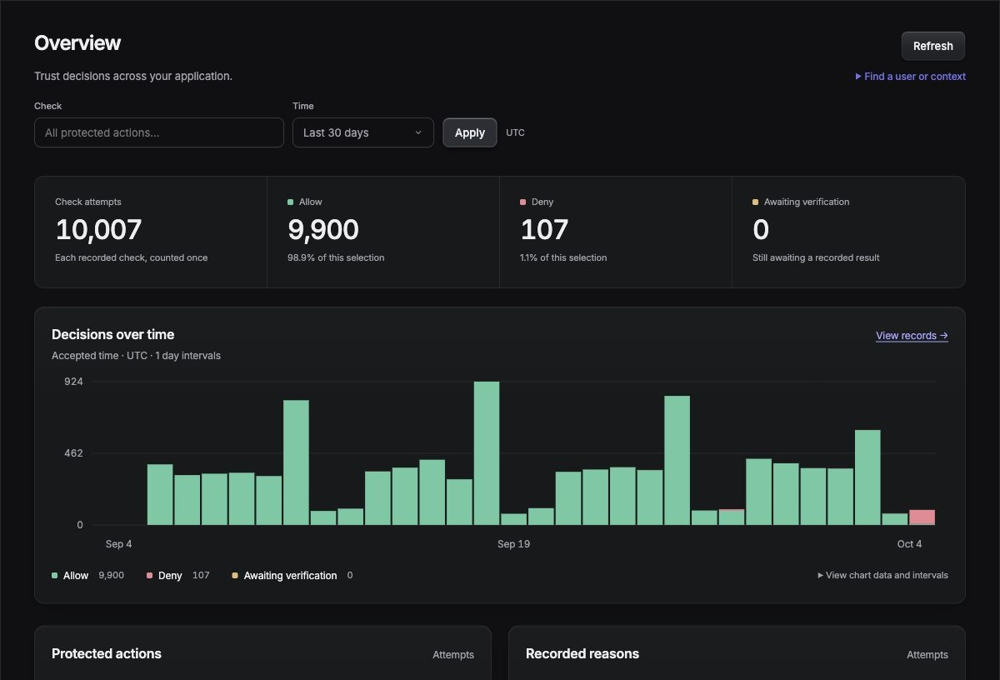 Overview
Refresh
Trust decisions across your application.
▶ Find a user or context
Check
Time
All protected actions...
Last 30 days
Apply
UTC
Check attempts
10,007
Each recorded check, counted once
Allow
9,900
98.9% of this selection
Deny
107
1.1% of this selection
Awaiting verification
0
Still awaiting a recorded result
Decisions over time
View records →
Accepted time · UTC · 1 day intervals
924
462
0
Sep 4
Sep 19
Oct 4
Allow 9,900
Deny 107
Awaiting verification 0
▶ View chart data and intervals
Protected actions
Attempts
Recorded reasons
Attempts